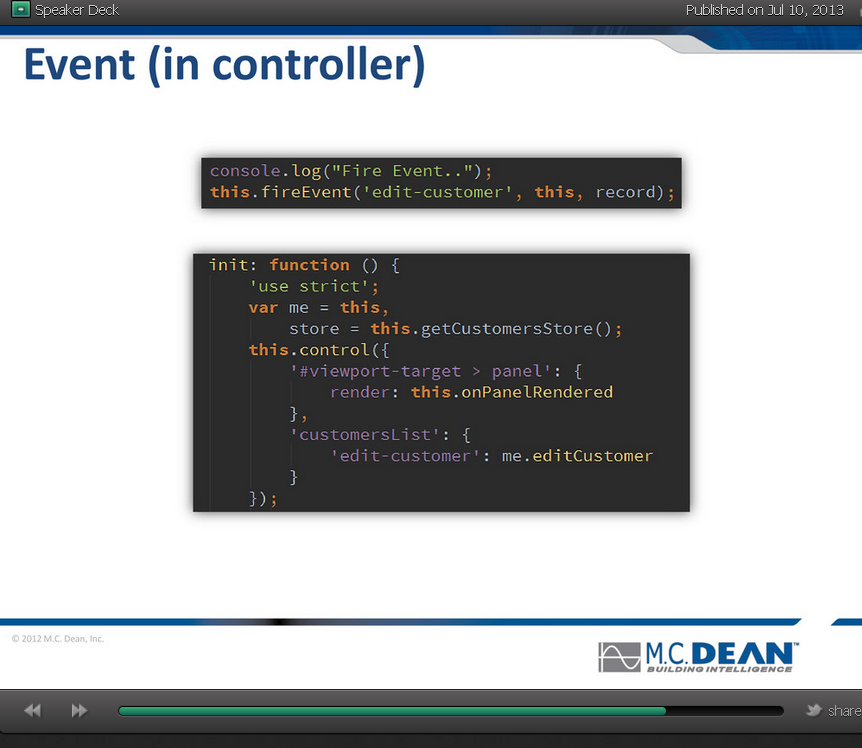 Speaker Deck
Published on Jul 10, 2013
Event (in controller)
console.log("Fire Event..");
this.fireEvent('edit-customer', this, record);
init: function () {
'use strict';
var me = this,
store = this.getCustomersStore();
this.control({
'#viewport-target > panel': {
render: this.onPanelRendered
},
'customersList': {
'edit-customer': me.editCustomer
}
});
© 2012 M.C. Dean, Inc.
M.C.DEAN™
BUILDING INTELLIGENCE
share